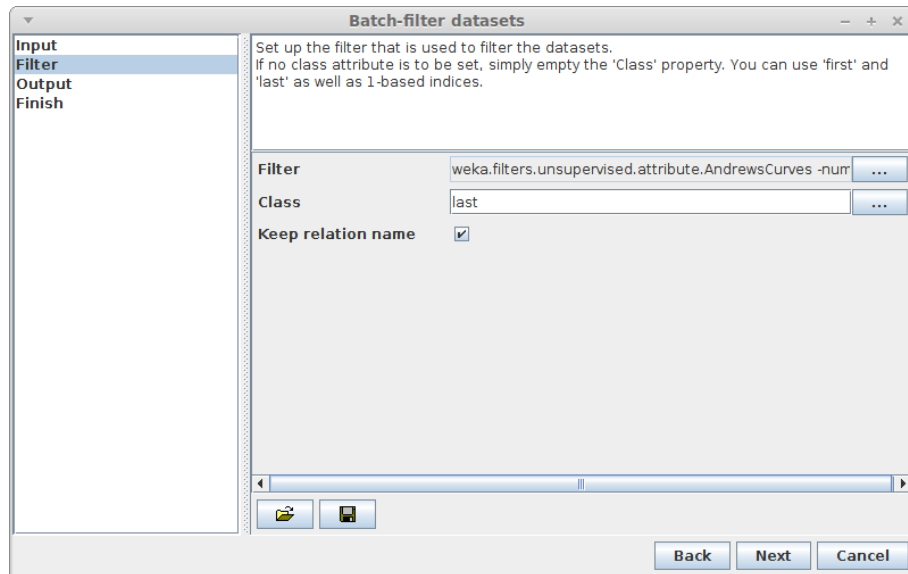 Batch-filter datasets
Input
Filter
Output
Finish
Set up the filter that is used to filter the datasets.
If no class attribute is to be set, simply empty the 'Class' property. You can use 'first' and
'last' as well as 1-based indices.
Filter weka.filters.unsupervised.attribute.AndrewsCurves -num ...
Class last ...
Keep relation name
Back Next Cancel